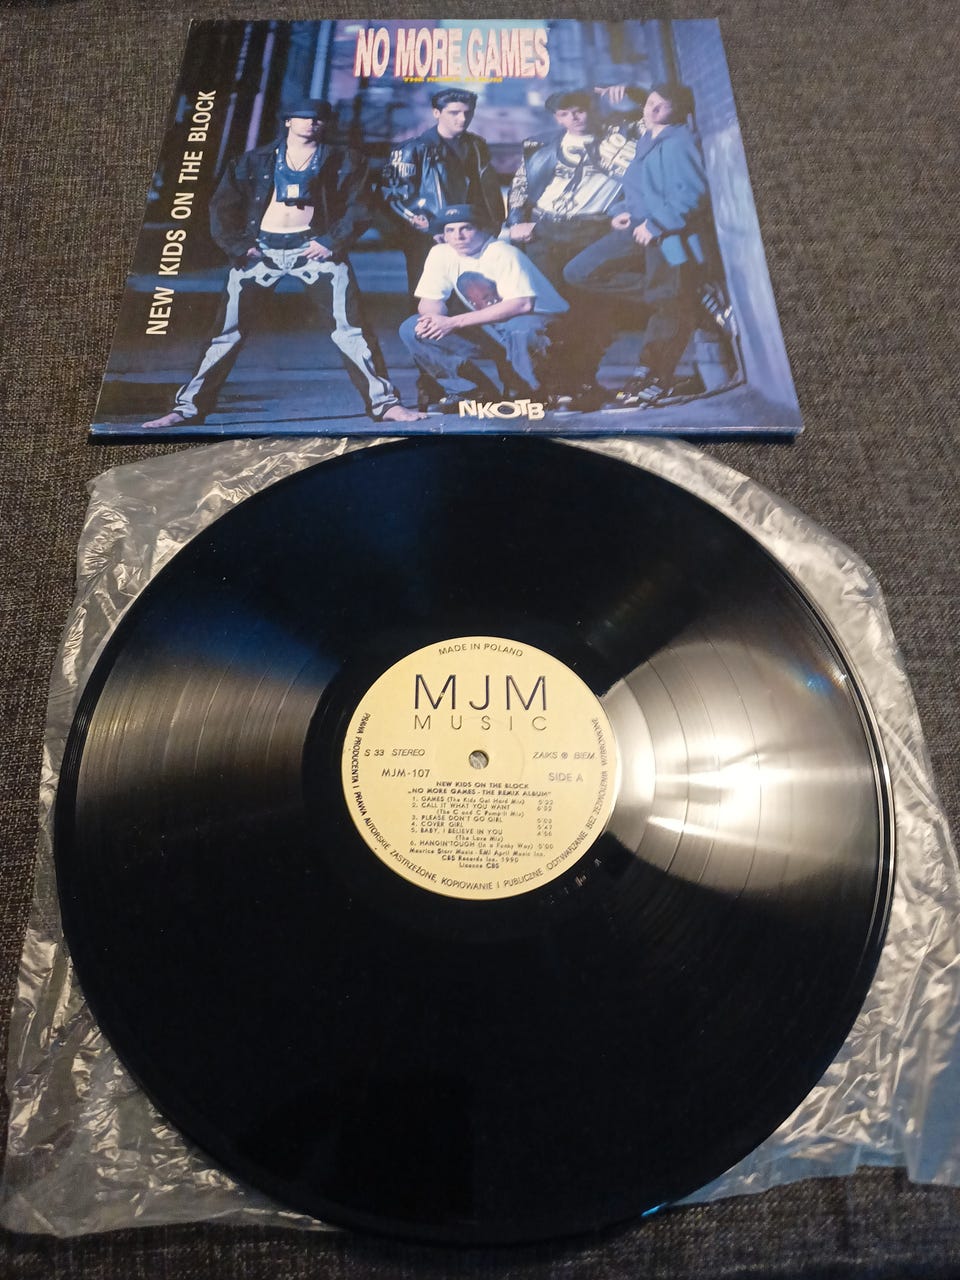 NO MORE GAMES
THE REMIX ALBUM
NEW KIDS ON THE BLOCK
NKOTB
MADE IN POLAND
MJM
MUSIC
S 33 STEREO
ZAIKS ℗ BIEM
MJM-107
SIDE A
NEW KIDS ON THE BLOCK
„NO MORE GAMES - THE REMIX ALBUM"
1. GAMES (The Kids Get Hard Mix) 5'22
2. CALL IT WHAT YOU WANT 6'02
(The C and C Pump-It Mix)
3. PLEASE DON'T GO GIRL 5'03
4. COVER GIRL 5'47
5. BABY, I BELIEVE IN YOU 4'56
(The Love Mix)
6. HANGIN'TOUGH (In a Funky Way) 5'00
Maurice Starr Music - EMI April Music Inc.
CBS Records Inc. 1990
Licence CBS
PRAWA PRODUCENTA I PRAWA AUTORSKIE ZASTRZEŻONE, KOPIOWANIE I PUBLICZNE ODTWARZANIE BEZ